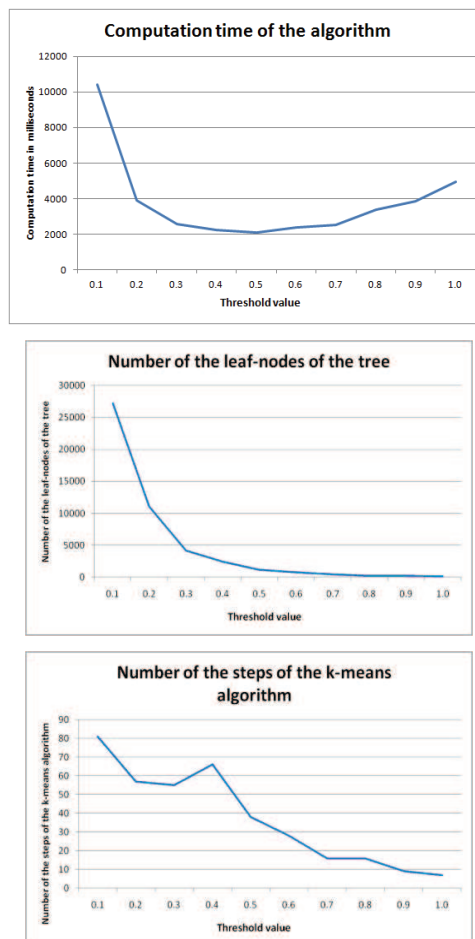 Computation time of the algorithm
Computation time in milliseconds
12000
10000
8000
6000
4000
2000
0
0.1 0.2 0.3 0.4 0.5 0.6 0.7 0.8 0.9 1.0
Threshold value
Number of the leaf-nodes of the tree
Number of the leaf-nodes of the tree
30000
25000
20000
15000
10000
5000
0
0.1 0.2 0.3 0.4 0.5 0.6 0.7 0.8 0.9 1.0
Threshold value
Number of the steps of the k-means
algorithm
Number of the steps of the k-means algorithm
90
80
70
60
50
40
30
20
10
0
0.1 0.2 0.3 0.4 0.5 0.6 0.7 0.8 0.9 1.0
Threshold value